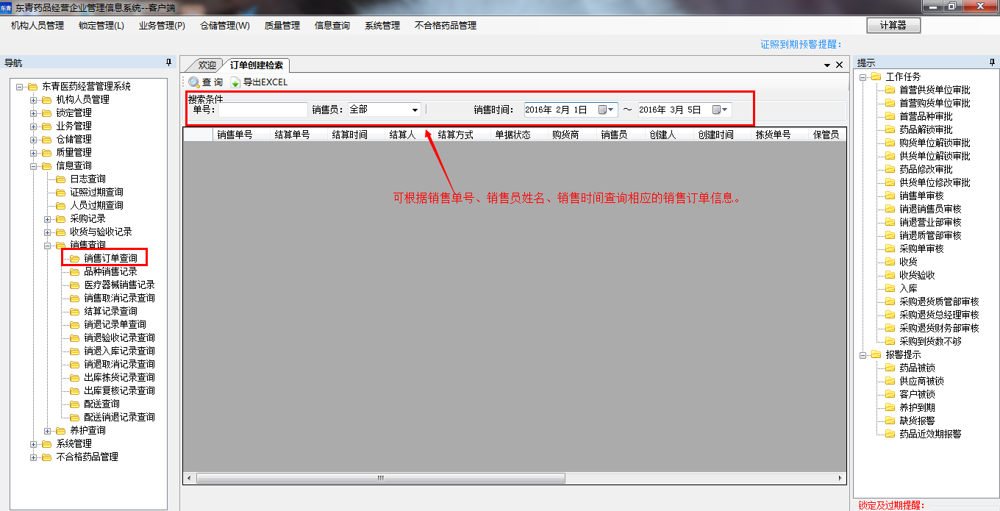 东青 东青药品经营企业管理信息系统--客户端
机构人员管理 锁定管理(L) 业务管理(P) 仓储管理(W) 质量管理 信息查询 系统管理 不合格药品管理 计算器
证照到期预警提醒：
导航
东青医药经营管理系统
机构人员管理
锁定管理
业务管理
仓储管理
质量管理
信息查询
日志查询
证照过期查询
人员过期查询
采购记录
收货与验收记录
销售查询
销售订单查询
品种销售记录
医疗器械销售记录
销售取消记录查询
结算记录查询
销退记录单查询
销退验收记录查询
销退入库记录查询
销退取消记录查询
出库拣货记录查询
出库复核记录查询
配送查询
配送销退记录查询
养护查询
系统管理
不合格药品管理
欢迎 订单创建检索
查 询 导出EXCEL
搜索条件
单号： 销售员： 全部 销售时间： 2016年 2月 1日 ～ 2016年 3月 5日
销售单号 结算单号 结算时间 结算人 结算方式 单据状态 购货商 销售员 创建人 创建时间 拣货单号 保管员
可根据销售单号、销售员姓名、销售时间查询相应的销售订单信息。
提示
工作任务
首营供货单位审批
首营购货单位审批
首营品种审批
药品解锁审批
购货单位解锁审批
供货单位解锁审批
药品修改审批
供货单位修改审批
销售单审核
销退销售员审核
销退营业部审核
销退质管部审核
采购单审核
收货
收货验收
入库
采购退货质管部审核
采购退货总经理审核
采购退货财务部审核
采购到货数不够
报警提示
药品被锁
供应商被锁
客户被锁
养护到期
缺货报警
药品近效期报警
锁定及过期提醒：